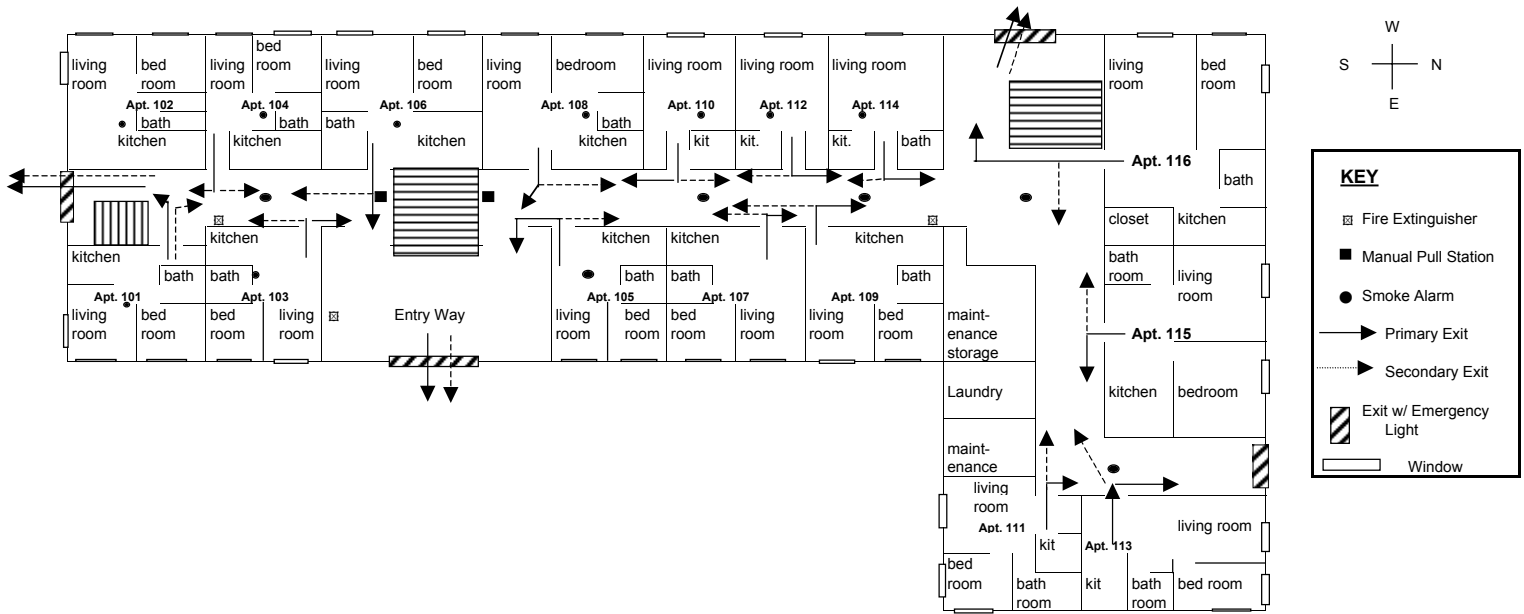 W
S N
E
living
room
bed
room
living
room
bed
room
living
room
bed
room
living
room
bedroom
living room
living room
living room
living
room
bed
room
Apt. 102
Apt. 104
Apt. 106
Apt. 108
Apt. 110
Apt. 112
Apt. 114
bath
bath
bath
bath
kitchen
kitchen
kitchen
kitchen
kit
kit.
kit.
bath
Apt. 116
bath
closet
kitchen
kitchen
kitchen
kitchen
kitchen
kitchen
bath
bath
bath
bath
bath
Apt. 101
Apt. 103
Apt. 105
Apt. 107
Apt. 109
living
room
bed
room
bed
room
living
room
Entry Way
living
room
bed
room
bed
room
living
room
living
room
bed
room
maint-
enance
storage
Laundry
maint-
enance
bath
room
living
room
Apt. 115
kitchen
bedroom
living
room
Apt. 111
kit
bed
room
bath
room
living room
Apt. 113
kit
bath
room
bed room
KEY
Fire Extinguisher
Manual Pull Station
Smoke Alarm
Primary Exit
Secondary Exit
Exit w/ Emergency
Light
Window